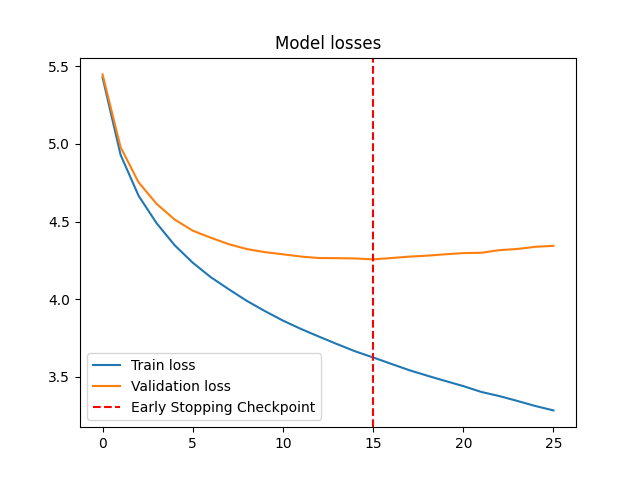 Model losses
5.5
5.0
4.5
4.0
3.5
Train loss
Validation loss
Early Stopping Checkpoint
0 5 10 15 20 25